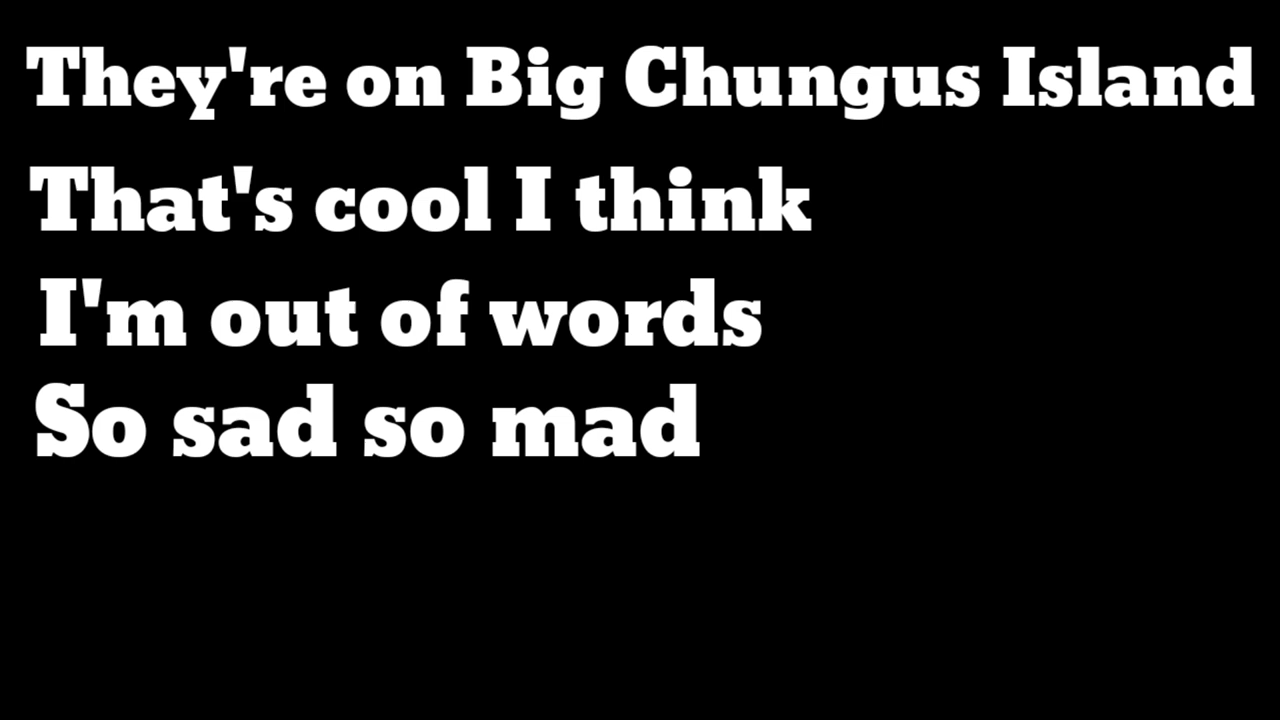 They're on Big Chungus Island
That's cool I think
I'm out of words
So sad so mad